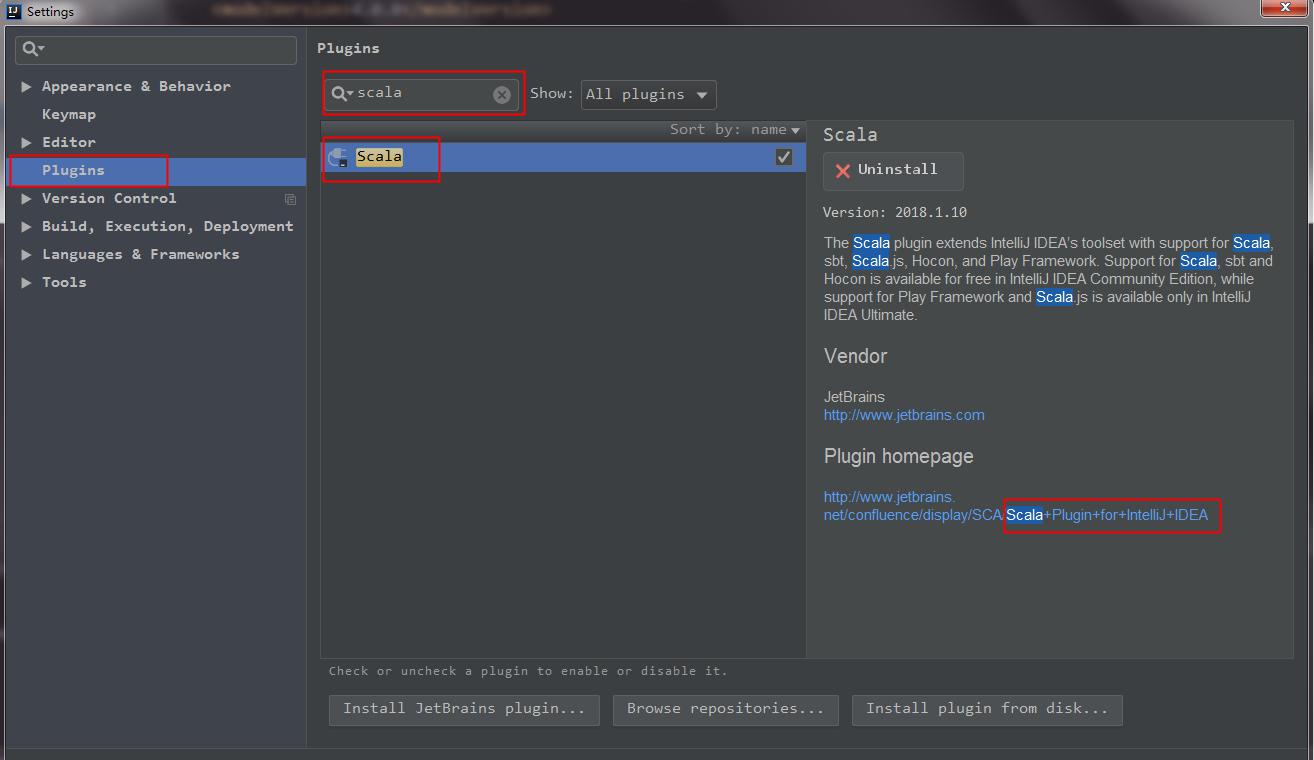 Settings
Plugins
Appearance & Behavior
Keymap
Editor
Plugins
Version Control
Build, Execution, Deployment
Languages & Frameworks
Tools
scala
Show: All plugins
Sort by: name
Scala
Scala
Uninstall
Version: 2018.1.10
The Scala plugin extends IntelliJ IDEA's toolset with support for Scala,
sbt, Scala.js, Hocon, and Play Framework. Support for Scala, sbt and
Hocon is available for free in IntelliJ IDEA Community Edition, while
support for Play Framework and Scala.js is available only in IntelliJ
IDEA Ultimate.
Vendor
JetBrains
http://www.jetbrains.com
Plugin homepage
http://www.jetbrains.
net/confluence/display/SCA/Scala+Plugin+for+IntelliJ+IDEA
Check or uncheck a plugin to enable or disable it.
Install JetBrains plugin...
Browse repositories...
Install plugin from disk...